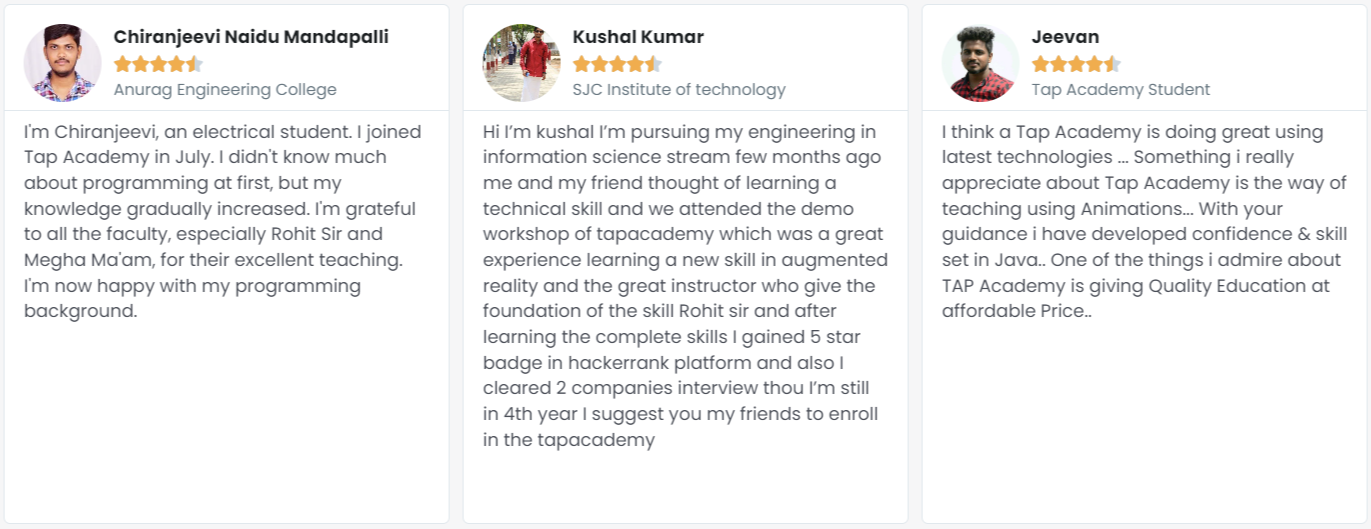 Chiranjeevi Naidu Mandapalli
Anurag Engineering College
I'm Chiranjeevi, an electrical student. I joined
Tap Academy in July. I didn't know much
about programming at first, but my
knowledge gradually increased. I'm grateful
to all the faculty, especially Rohit Sir and
Megha Ma'am, for their excellent teaching.
I'm now happy with my programming
background.
Kushal Kumar
SJC Institute of technology
Hi I’m kushal I’m pursuing my engineering in
information science stream few months ago
me and my friend thought of learning a
technical skill and we attended the demo
workshop of tapacademy which was a great
experience learning a new skill in augmented
reality and the great instructor who give the
foundation of the skill Rohit sir and after
learning the complete skills I gained 5 star
badge in hackerrank platform and also I
cleared 2 companies interview thou I’m still
in 4th year I suggest you my friends to enroll
in the tapacademy
Jeevan
Tap Academy Student
I think a Tap Academy is doing great using
latest technologies ... Something i really
appreciate about Tap Academy is the way of
teaching using Animations... With your
guidance i have developed confidence & skill
set in Java.. One of the things i admire about
TAP Academy is giving Quality Education at
affordable Price..